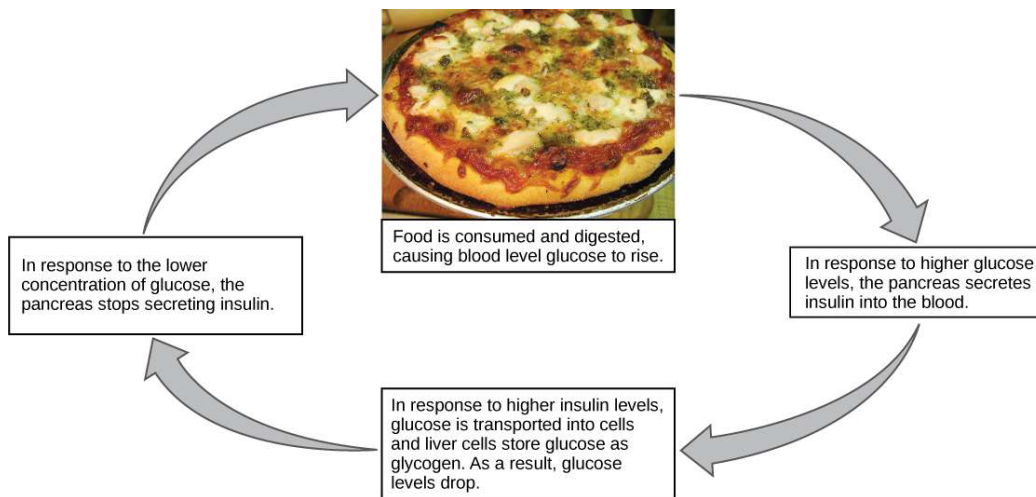 Food is consumed and digested,
causing blood level glucose to rise.
In response to higher glucose
levels, the pancreas secretes
insulin into the blood.
In response to higher insulin levels,
glucose is transported into cells
and liver cells store glucose as
glycogen. As a result, glucose
levels drop.
In response to the lower
concentration of glucose, the
pancreas stops secreting insulin.